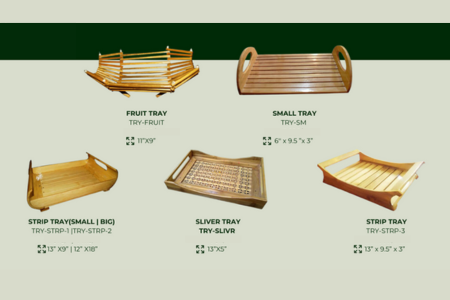 FRUIT TRAY
TRY-FRUIT
11"X9"
SMALL TRAY
TRY-SM
6" x 9.5 "x 3"
STRIP TRAY(SMALL | BIG)
TRY-STRP-1 |TRY-STRP-2
13" X9" | 12" X18"
SLIVER TRAY
TRY-SLIVR
13"X5"
STRIP TRAY
TRY-STRP-3
13" x 9.5" x 3"